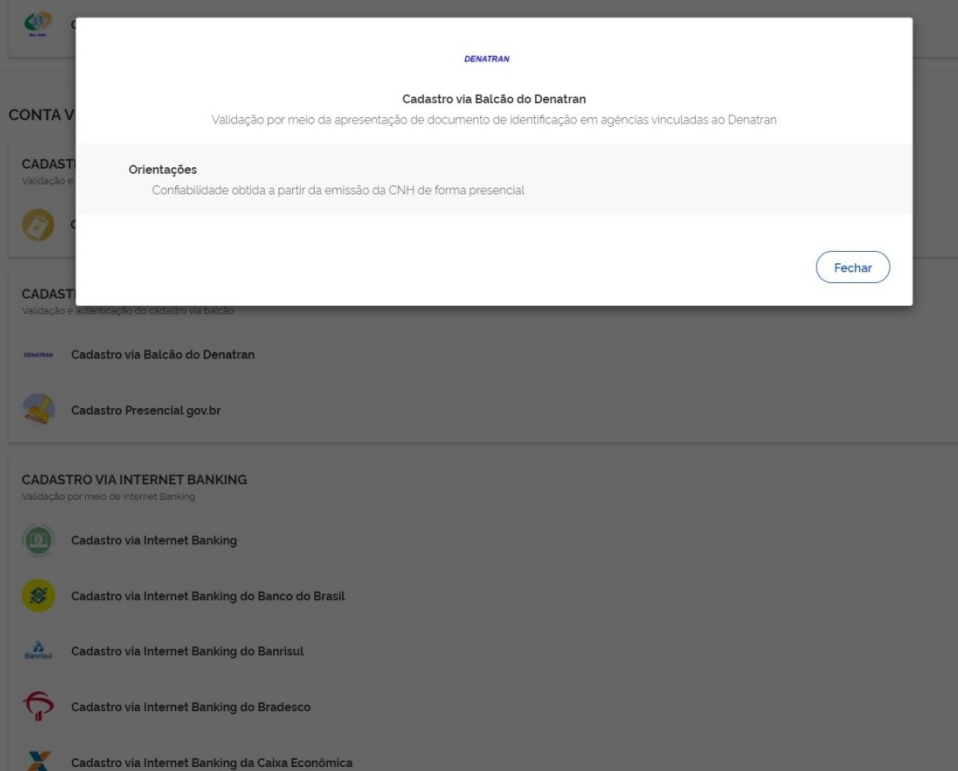 DENATRAN
Cadastro via Balcão do Denatran
Validação por meio da apresentação de documento de identificação em agências vinculadas ao Denatran
Orientações
Confiabilidade obtida a partir da emissão da CNH de forma presencial
Fechar
CONTA V
CADAST
Validação e
CADAST
Validação e autenticação do cadastro via balcão
DENATRAN
Cadastro via Balcão do Denatran
Cadastro Presencial gov.br
CADASTRO VIA INTERNET BANKING
Validação por meio de Internet Banking
Cadastro via Internet Banking
Cadastro via Internet Banking do Banco do Brasil
Banrisul
Cadastro via Internet Banking do Banrisul
Cadastro via Internet Banking do Bradesco
Cadastro via Internet Banking da Caixa Econômica